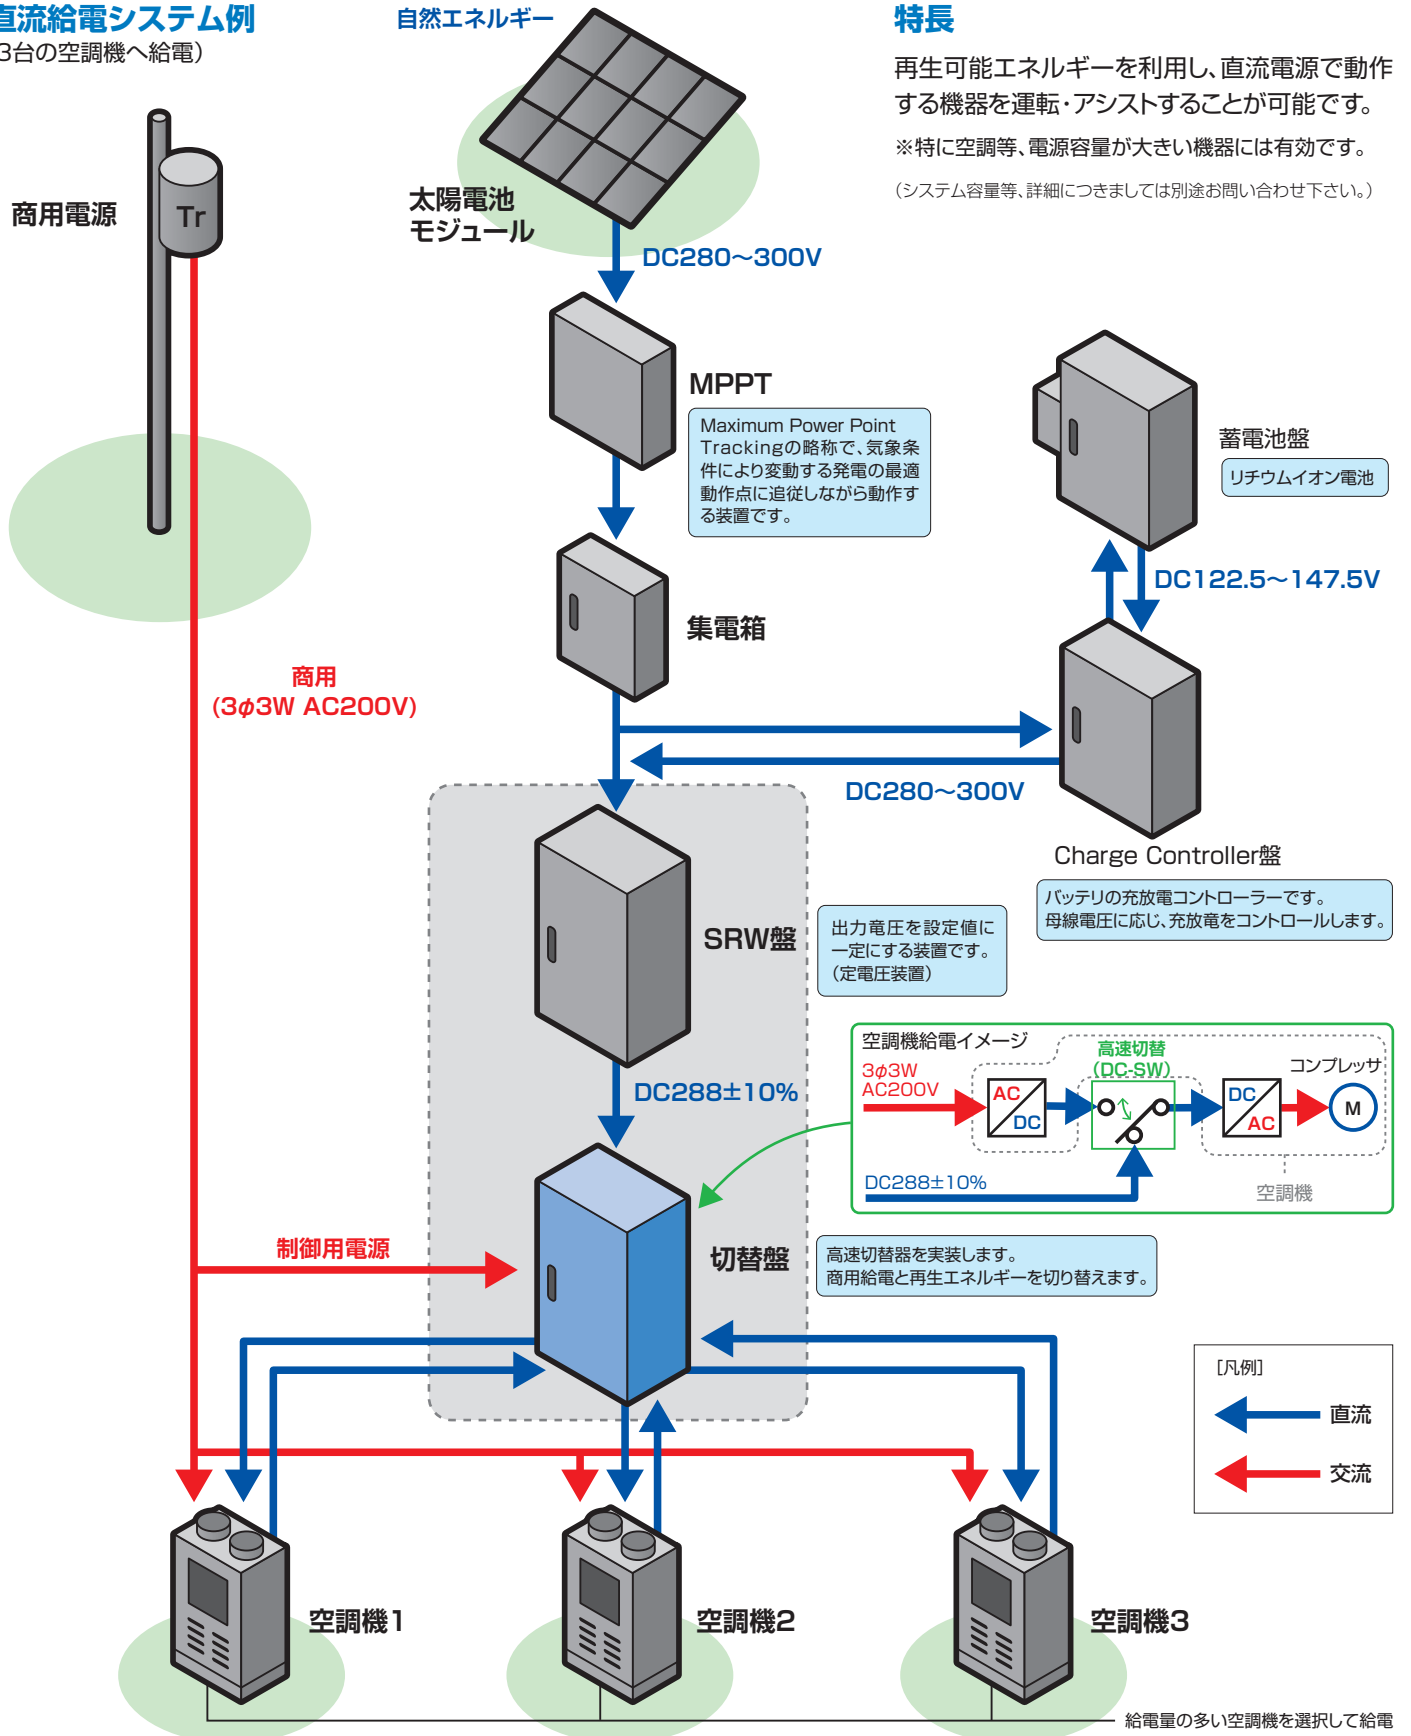 直流給電システム例
3台の空調機へ給電）
自然エネルギー
特長
再生可能エネルギーを利用し、直流電源で動作
する機器を運転・アシストすることが可能です。
※特に空調等、電源容量が大きい機器には有効です。
（システム容量等、詳細につきましては別途お問い合わせ下さい。）
商用電源
Tr
太陽電池
モジュール
DC280〜300V
MPPT
Maximum Power Point
Trackingの略称で、気象条
件により変動する発電の最適
動作点に追従しながら動作す
る装置です。
蓄電池盤
リチウムイオン電池
DC122.5〜147.5V
集電箱
商用
(3φ3W AC200V)
DC280〜300V
Charge Controller盤
バッテリの充放電コントローラーです。
母線電圧に応じ、充放竜をコントロールします。
SRW盤
出力竜圧を設定値に
一定にする装置です。
（定電圧装置）
DC288±10%
空調機給電イメージ
3φ3W
AC200V
高速切替
(DC-SW)
コンプレッサ
AC
DC
DC
AC
M
DC288±10%
空調機
制御用電源
切替盤
高速切替器を実装します。
商用給電と再生エネルギーを切り替えます。
［凡例］
直流
交流
空調機1
空調機2
空調機3
給電量の多い空調機を選択して給電